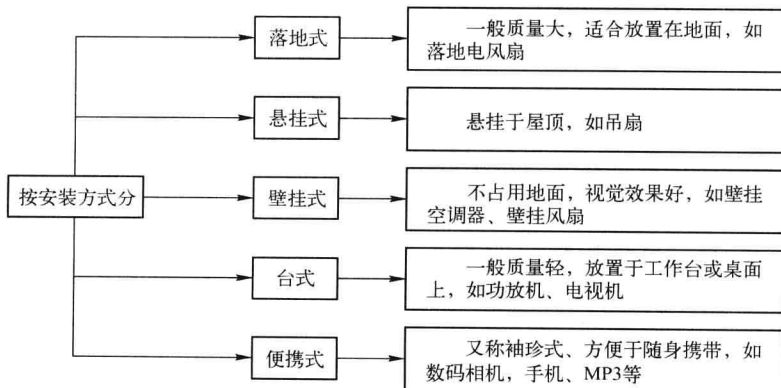 落地式
一般质量大，适合放置在地面，如
落地电风扇
悬挂式
悬挂于屋顶，如吊扇
按安装方式分
壁挂式
不占用地面，视觉效果好，如壁挂
空调器、壁挂风扇
台式
一般质量轻，放置于工作台或桌面
上，如功放机、电视机
便携式
又称袖珍式、方便于随身携带，如
数码相机，手机、MP3等